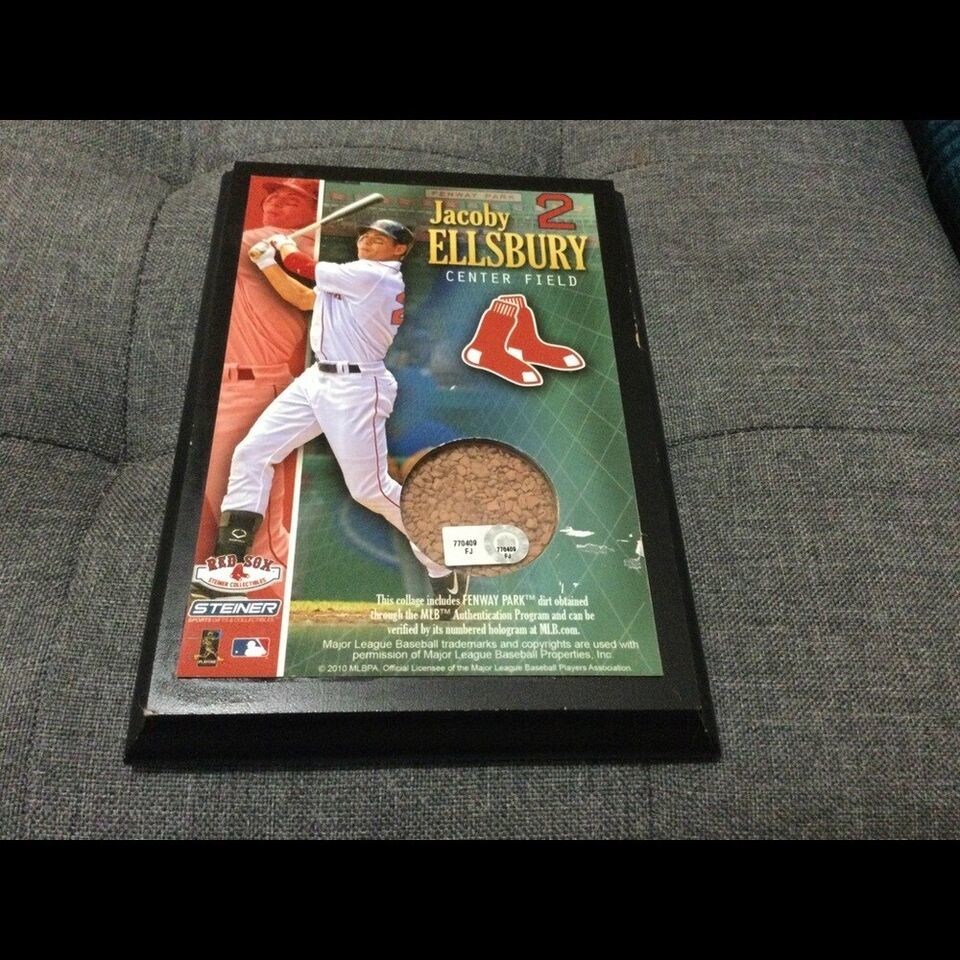 FENWAY PARK
2
Jacoby
ELLSBURY
CENTER FIELD
2
770409
FJ
770409
FJ
RED SOX
STEINER COLLECTIBLES
STEINER
SPORTS
& COLLECTIBLES
PLAYERS
This collage includes FENWAY PARK™ dirt obtained
through the MLB™ Authentication Program and can be
verified by its numbered hologram at MLB.com.
Major League Baseball trademarks and copyrights are used with
permission of Major League Baseball Properties, Inc.
© 2010 MLBPA. Official Licensee of the Major League Baseball Players Association.